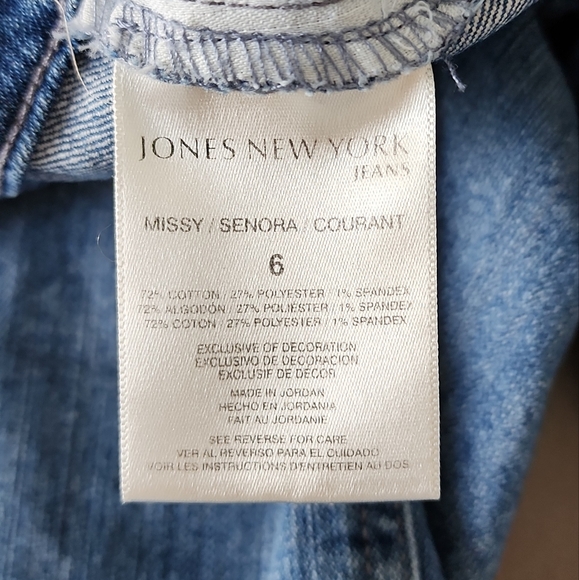 JONES NEW YORK
JEANS
MISSY / SENORA / COURANT
6
72% COTTON / 27% POLYESTER / 1% SPANDEX
72% ALGODON / 27% POLIESTER / 1% SPANDEX
72% COTON / 27% POLYESTER / 1% SPANDEX
EXCLUSIVE OF DECORATION
EXCLUSIVO DE DECORACION
EXCLUSIF DE DECOR
MADE IN JORDAN
HECHO EN JORDANIA
FAIT AU JORDANIE
SEE REVERSE FOR CARE
VER AL REVERSO PARA EL CUIDADO
VOIR LES INSTRUCTIONS D'ENTRETIEN AU DOS